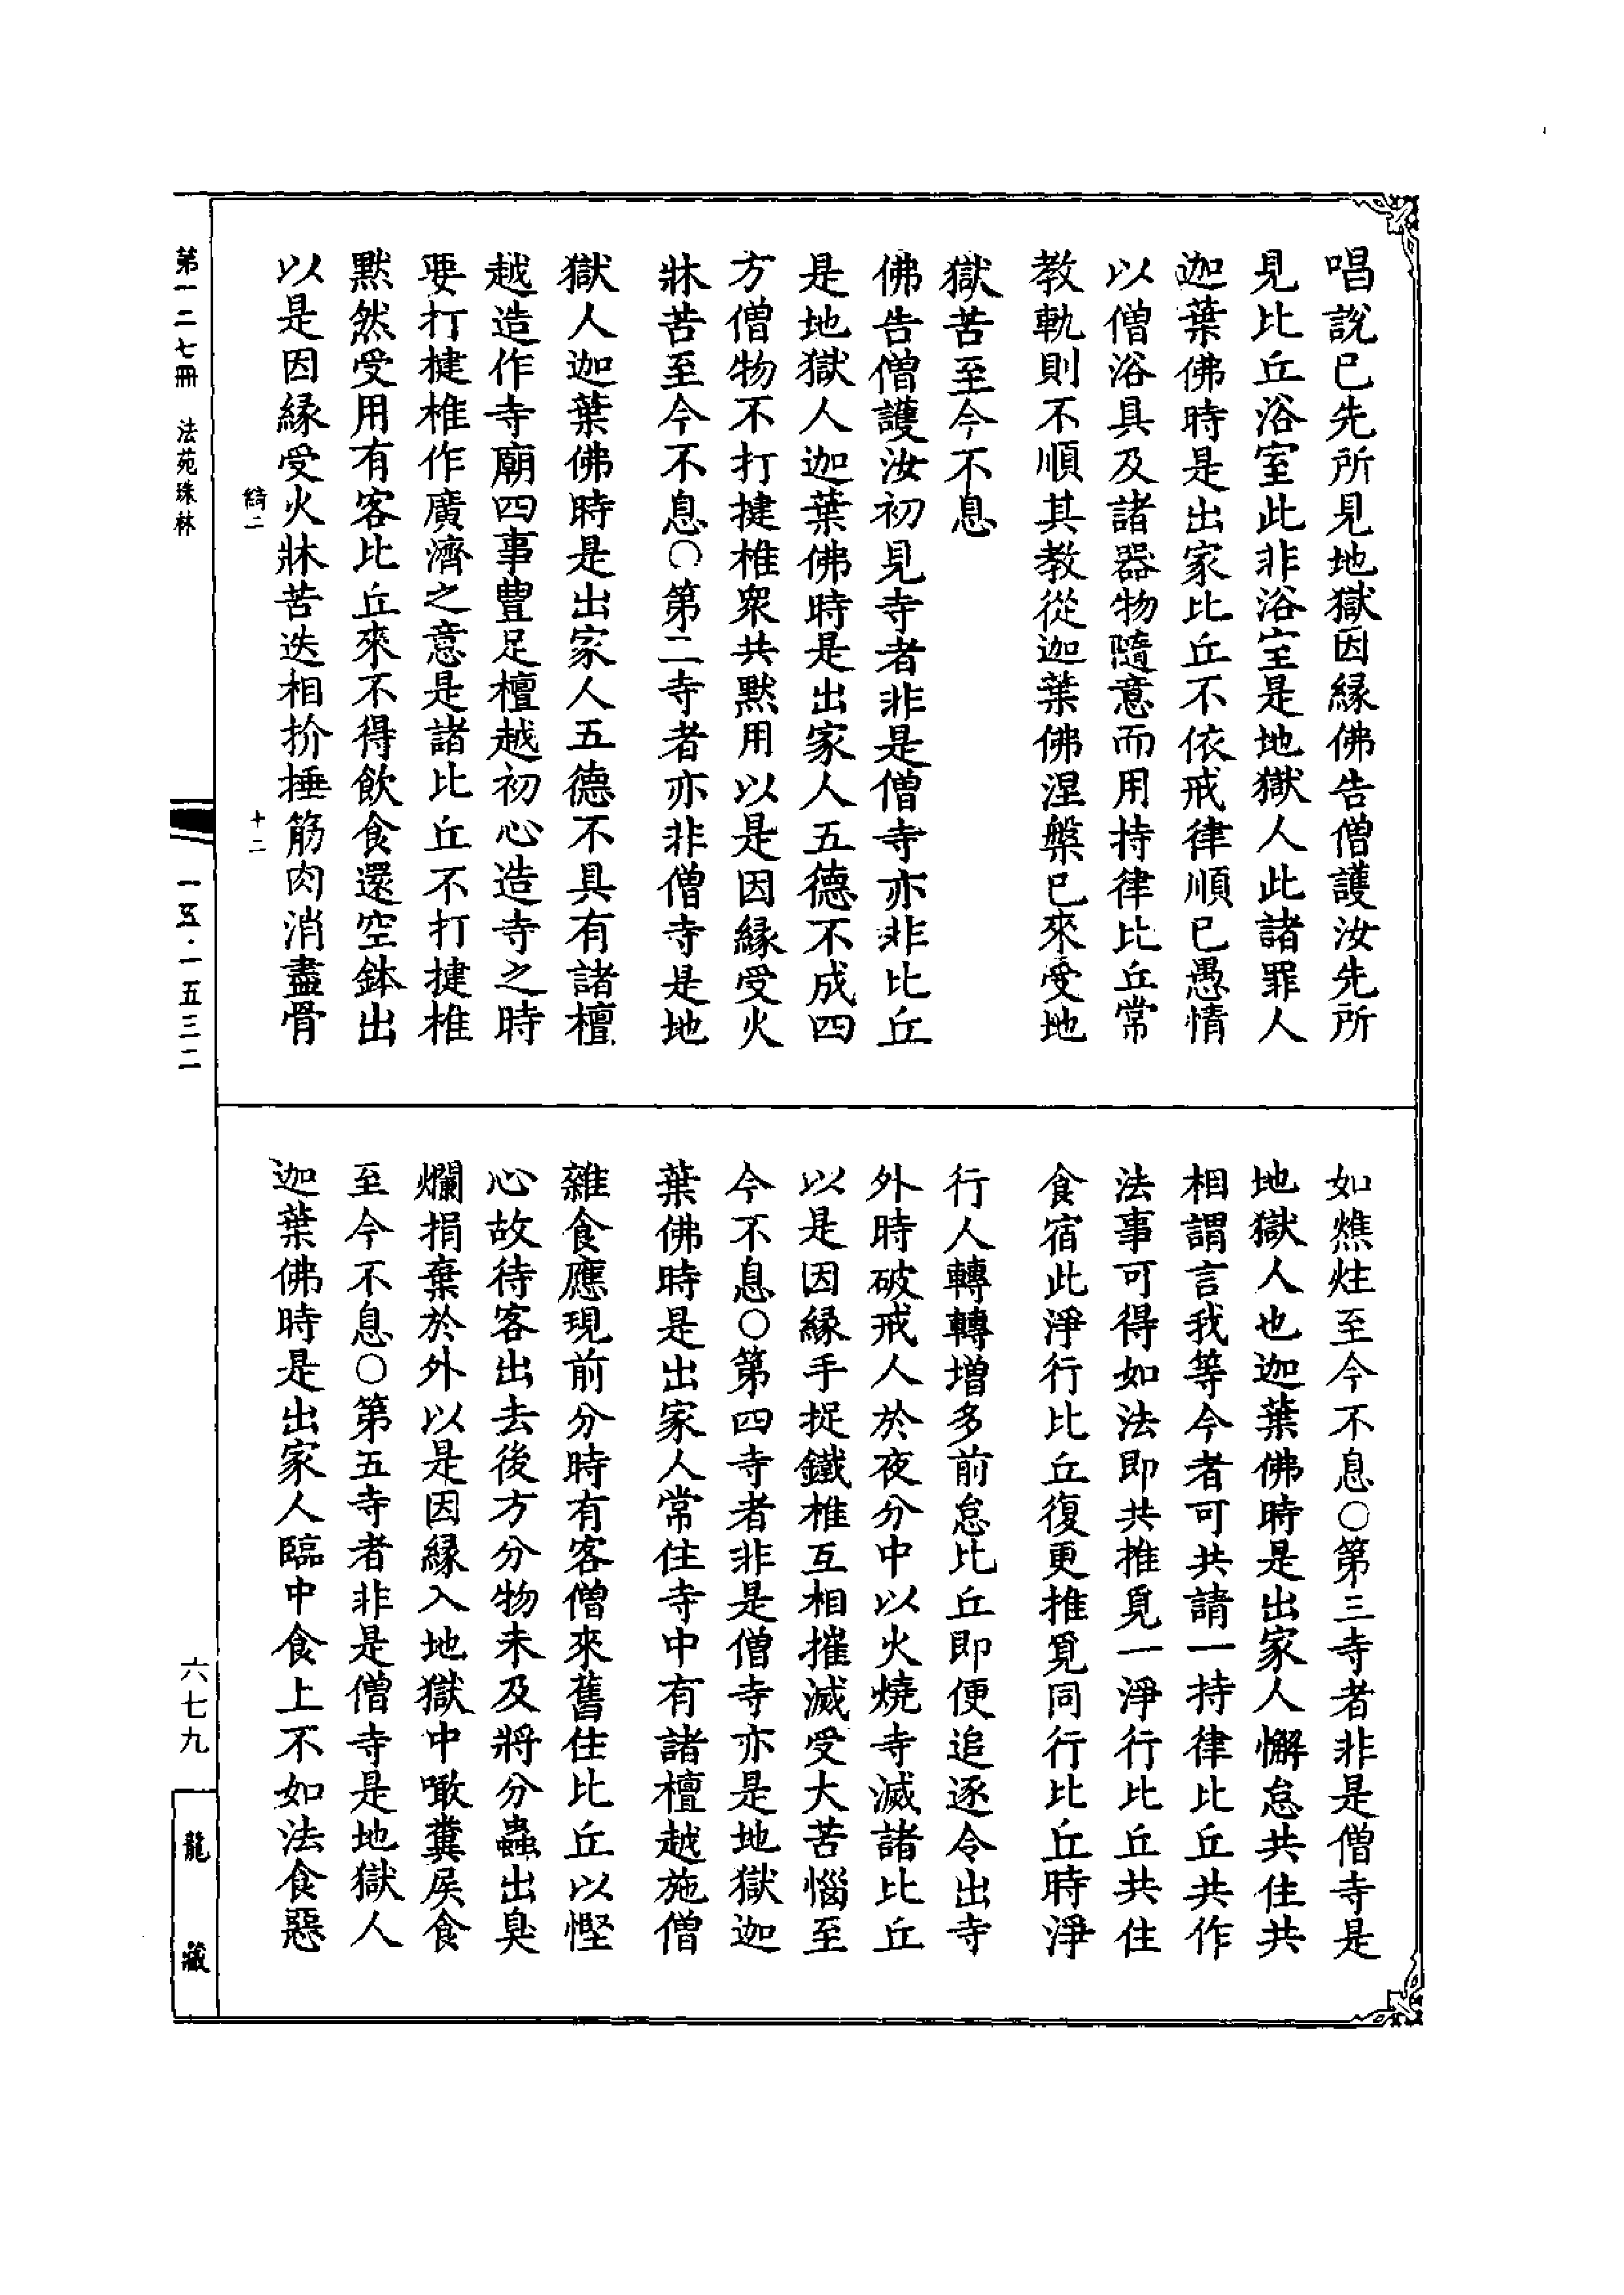 唱說已先所見地獄因緣佛告僧護汝先所
見比丘浴室此非浴室是地獄人此諸罪人
迦葉佛時是出家比丘不依戒律順已愚情
以僧浴具及諸器物隨意而用持律比丘常
教軌則不順其教從迦葉佛涅槃已來受地
獄苦至今不息
佛告僧護汝初見寺者非是僧寺亦非比丘
是地獄人迦葉佛時是出家人五德不成四
方僧物不打揵椎眾共默用以是因緣受火
牀苦至今不息○第二寺者亦非僧寺是地
獄人迦葉佛時是出家人五德不具有諸檀
越造作寺廟四事豐足檀越初心造寺之時
要打揵椎作廣濟之意是諸比丘不打揵椎
默然受用有客比丘來不得飲食還空鉢出
以是因緣受火牀苦迭相扴捶筋肉消盡骨
如燋炷至今不息○第三寺者非是僧寺是
地獄人也迦葉佛時是出家人懈怠共住共
相謂言我等今者可共請一持律比丘共作
法事可得如法即共推覓一淨行比丘共住
食宿此淨行比丘復更推覓同行比丘時淨
行人轉轉增多前怠比丘即便追逐令出寺
外時破戒人於夜分中以火燒寺滅諸比丘
以是因緣手捉鐵椎互相摧滅受大苦惱至
今不息○第四寺者非是僧寺亦是地獄迦
葉佛時是出家人常住寺中有諸檀越施僧
雜食應現前分時有客僧來舊住比丘以慳
心故待客出去後方分物未及將分蟲出臭
爛捐棄於外以是因緣入地獄中噉糞屎食
至今不息○第五寺者非是僧寺是地獄人
迦葉佛時是出家人臨中食上不如法食惡
綺二
十二
第一二七冊 法苑珠林
一五·一五三二
六七九
龍藏